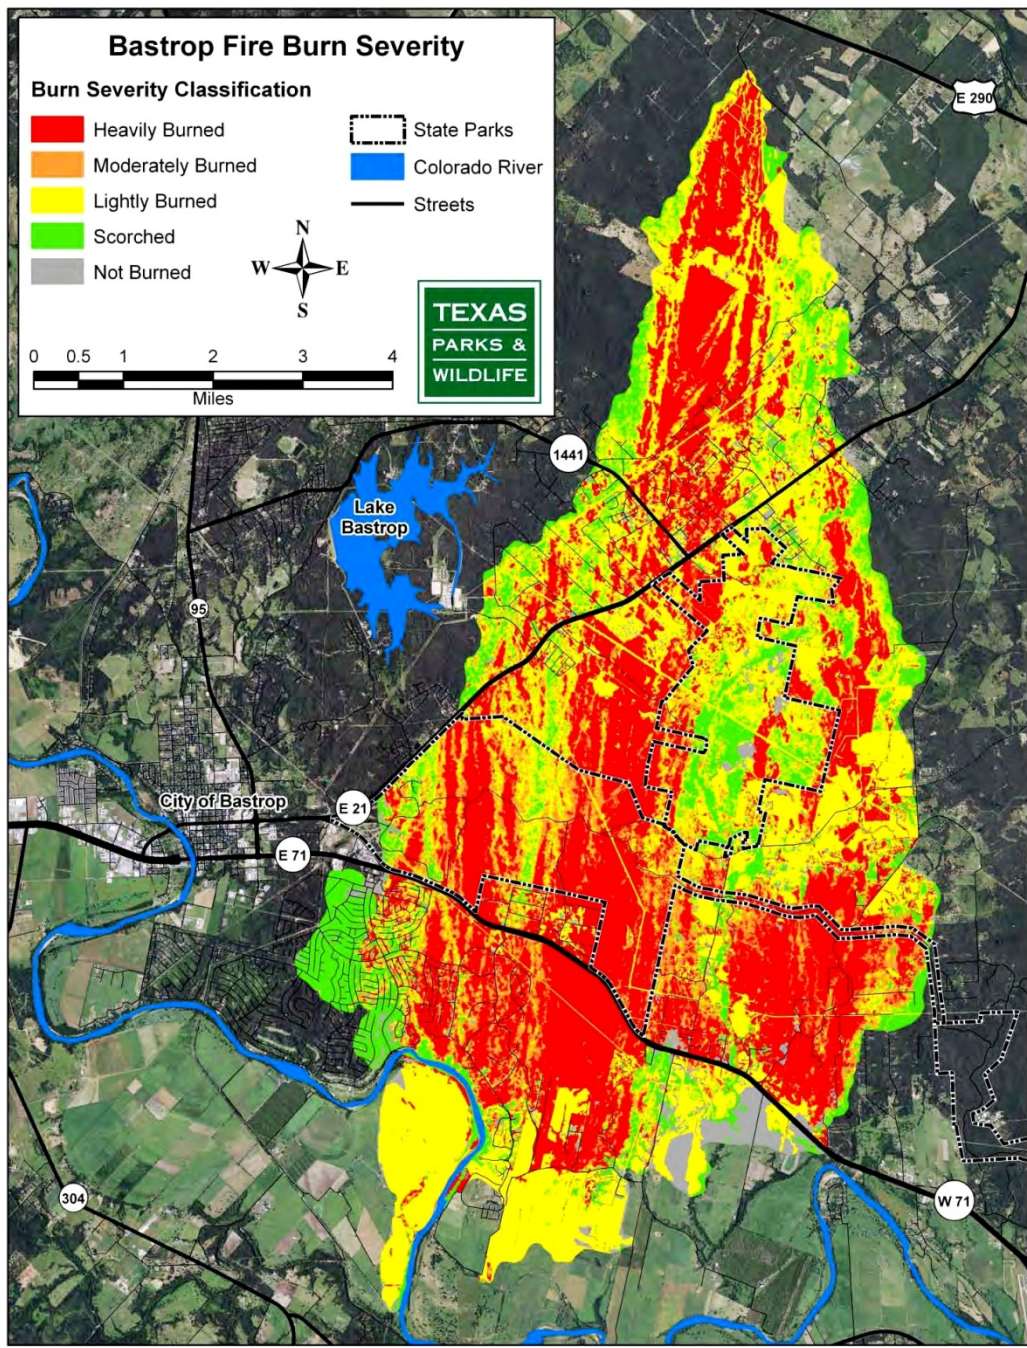 Bastrop Fire Burn Severity
Burn Severity Classification
Heavily Burned
Moderately Burned
Lightly Burned
Scorched
Not Burned
State Parks
Colorado River
Streets
N
W E
S
0 0.5 1 2 3 4
Miles
TEXAS
PARKS &
WILDLIFE
E 290
1441
Lake
Bastrop
95
City of Bastrop
E 21
E 71
304
W 71